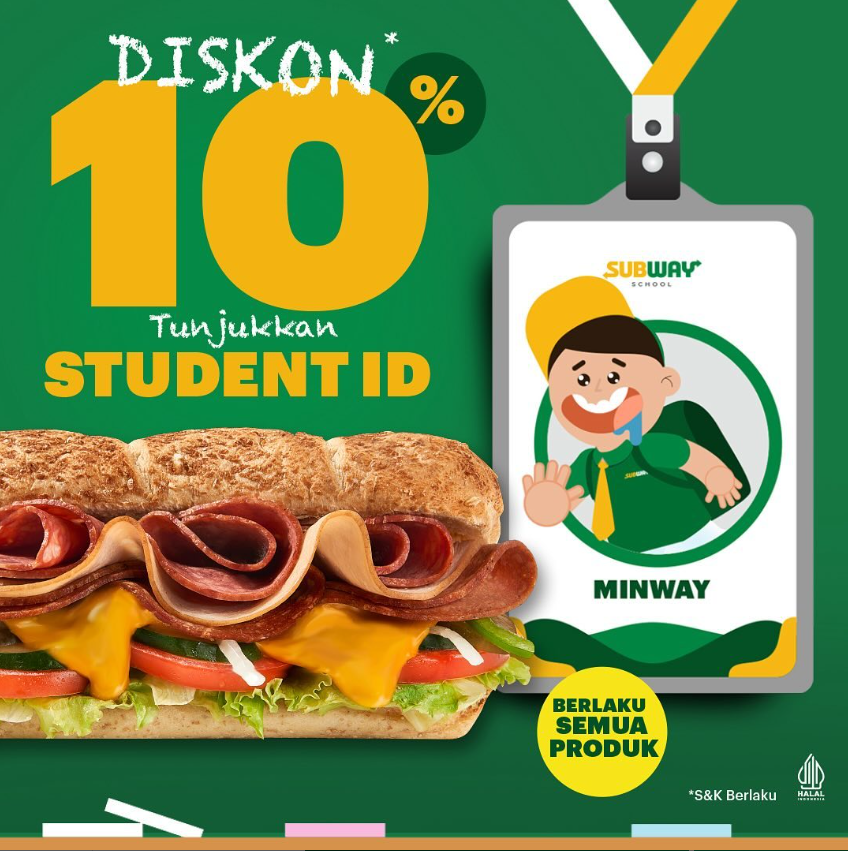 DISKON*
10%
Tunjukkan
STUDENT ID
SUBWAY
SCHOOL
SUBWAY
MINWAY
BERLAKU
SEMUA
PRODUK
*S&K Berlaku
HALAL
INDONESIA